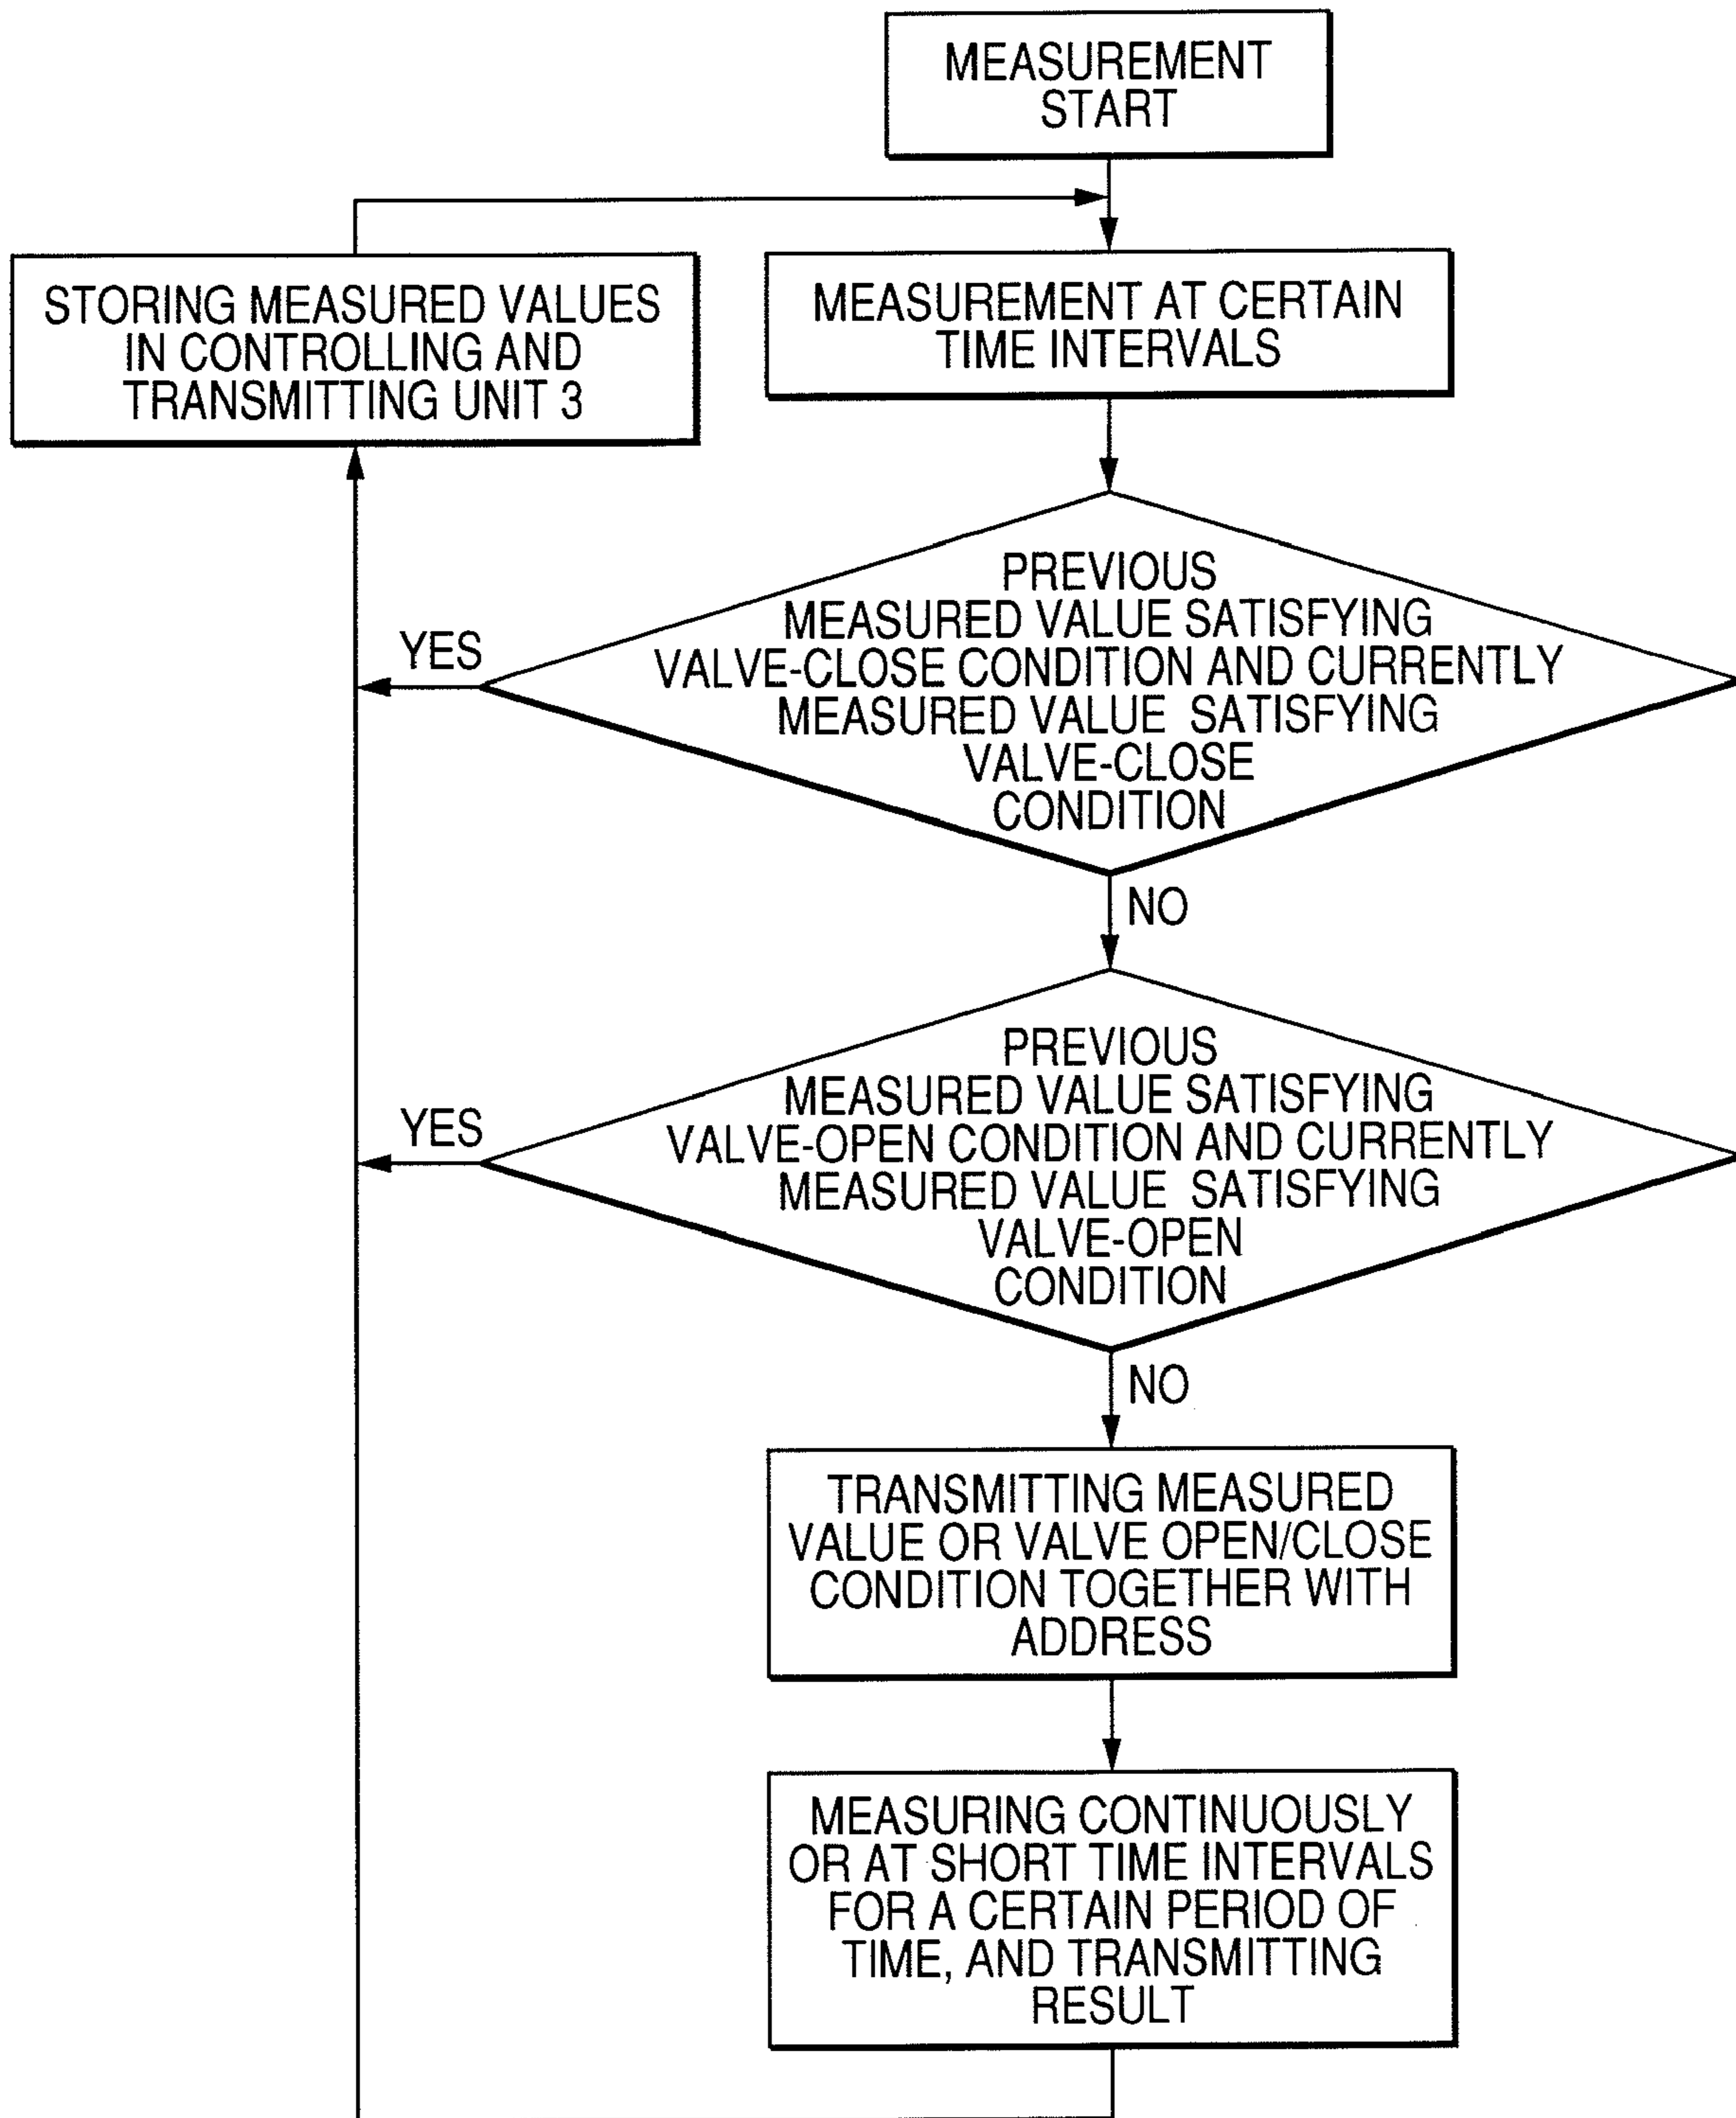 MEASUREMENT
START
STORING MEASURED VALUES
IN CONTROLLING AND
TRANSMITTING UNIT 3
MEASUREMENT AT CERTAIN
TIME INTERVALS
PREVIOUS
MEASURED VALUE SATISFYING
VALVE-CLOSE CONDITION AND CURRENTLY
MEASURED VALUE SATISFYING
VALVE-CLOSE
CONDITION
YES
NO
PREVIOUS
MEASURED VALUE SATISFYING
VALVE-OPEN CONDITION AND CURRENTLY
MEASURED VALUE SATISFYING
VALVE-OPEN
CONDITION
YES
NO
TRANSMITTING MEASURED
VALUE OR VALVE OPEN/CLOSE
CONDITION TOGETHER WITH
ADDRESS
MEASURING CONTINUOUSLY
OR AT SHORT TIME INTERVALS
FOR A CERTAIN PERIOD OF
TIME, AND TRANSMITTING
RESULT